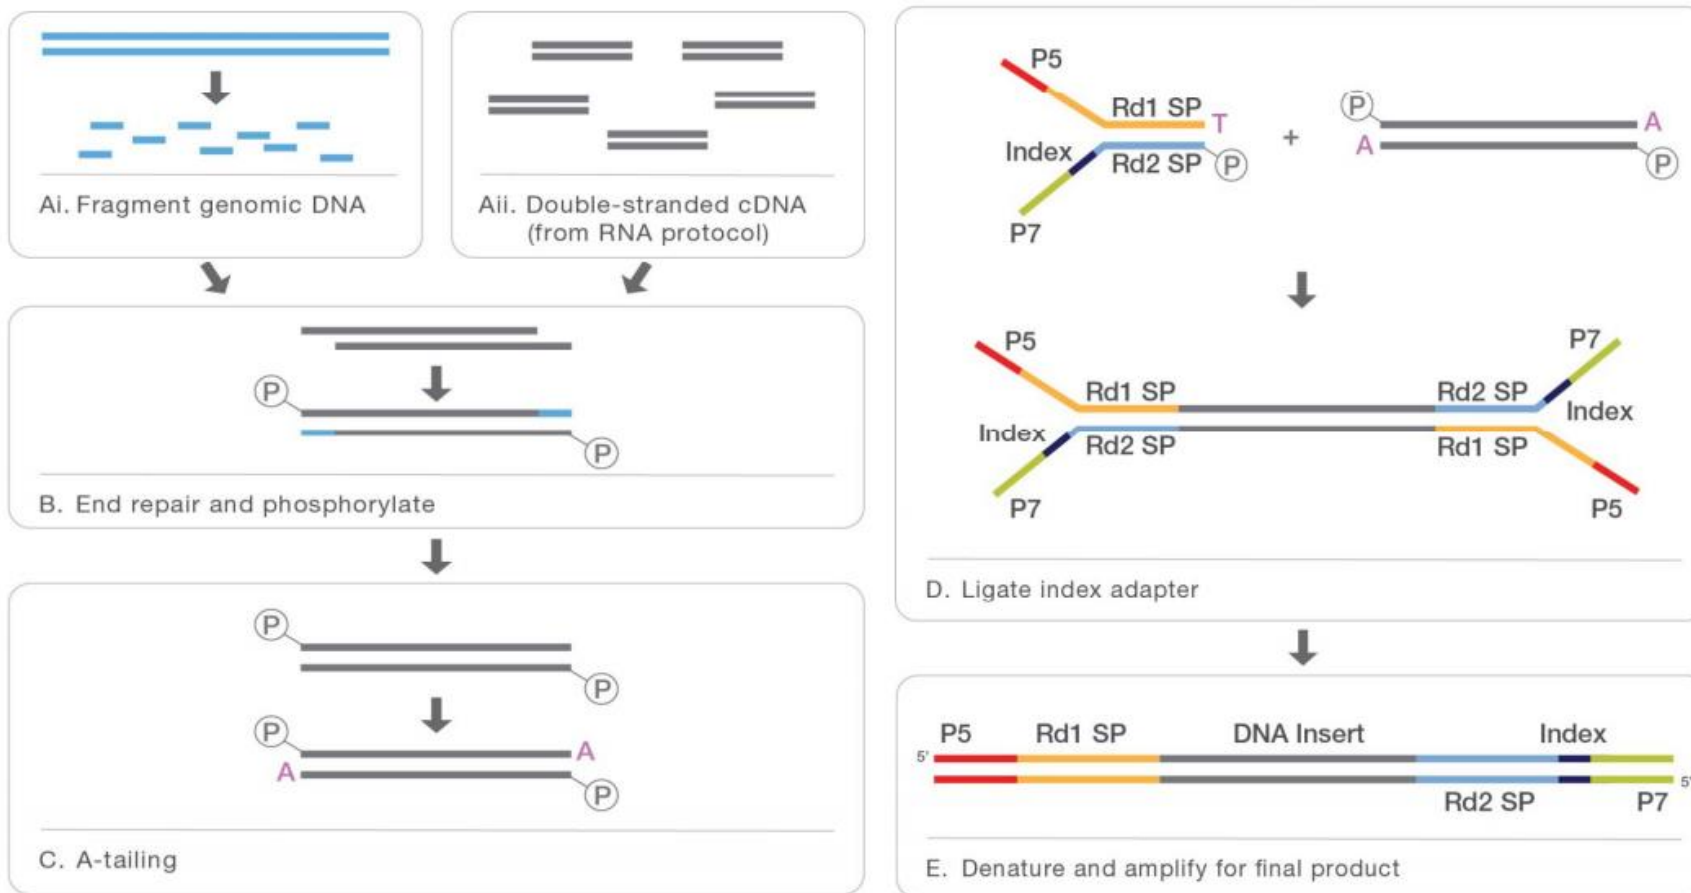 Ai. Fragment genomic DNA
Aii. Double-stranded cDNA
(from RNA protocol)
P
P
B. End repair and phosphorylate
P
P
P
A
A
P
C. A-tailing
P5
Rd1 SP
T
Index
Rd2 SP
P
P7
+
P
A
A
P
P5
P7
Rd1 SP
Rd2 SP
Index
Index
Rd2 SP
Rd1 SP
P7
P5
D. Ligate index adapter
P5
Rd1 SP
DNA Insert
Index
5'
5'
Rd2 SP
P7
E. Denature and amplify for final product